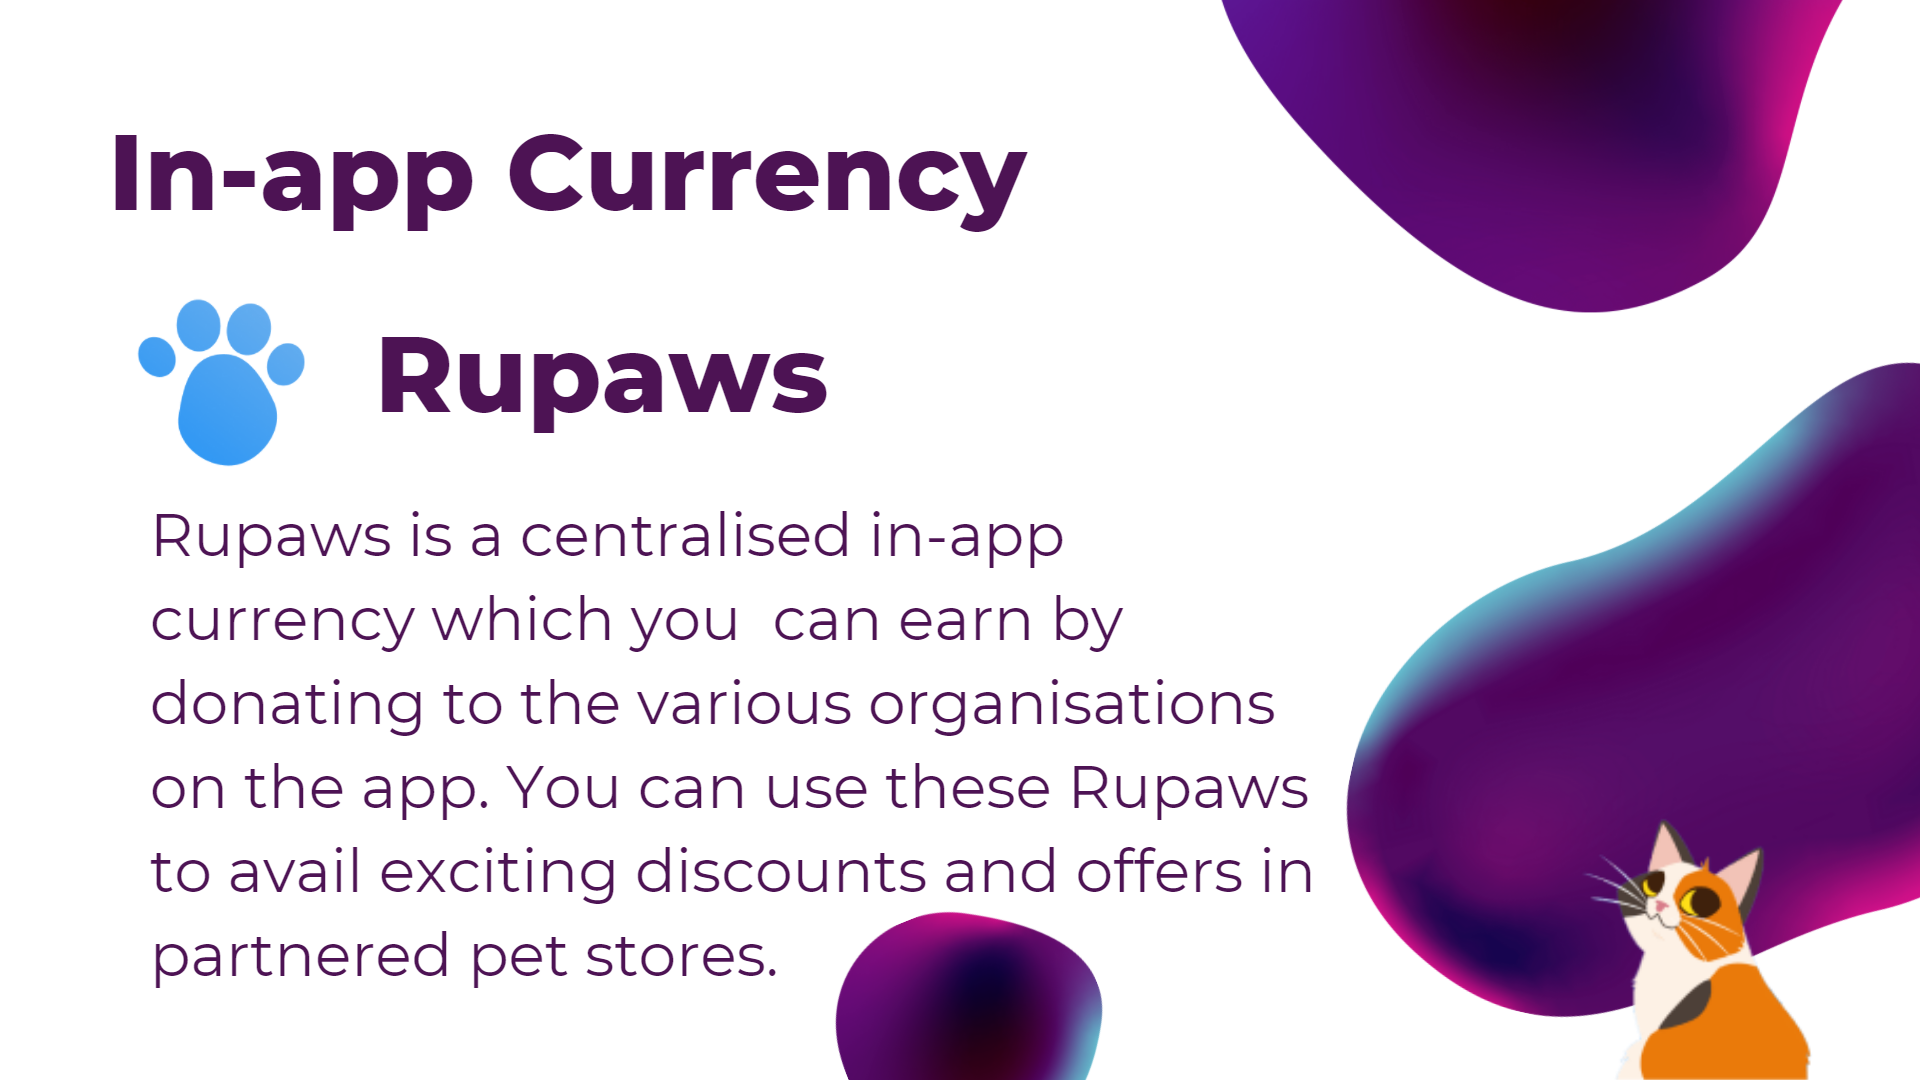 In-app Currency
Rupaws
Rupaws is a centralised in-app
currency which you  can earn by
donating to the various organisations
on the app. You can use these Rupaws
to avail exciting discounts and offers in
partnered pet stores.